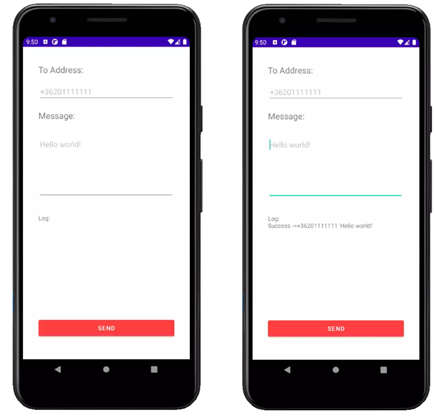 9:50
To Address:
+36201111111
Message:
Hello world!
Log:
SEND
9:50
To Address:
+36201111111
Message:
Hello world!
Log:
Success ->+36201111111 'Hello world!'
SEND